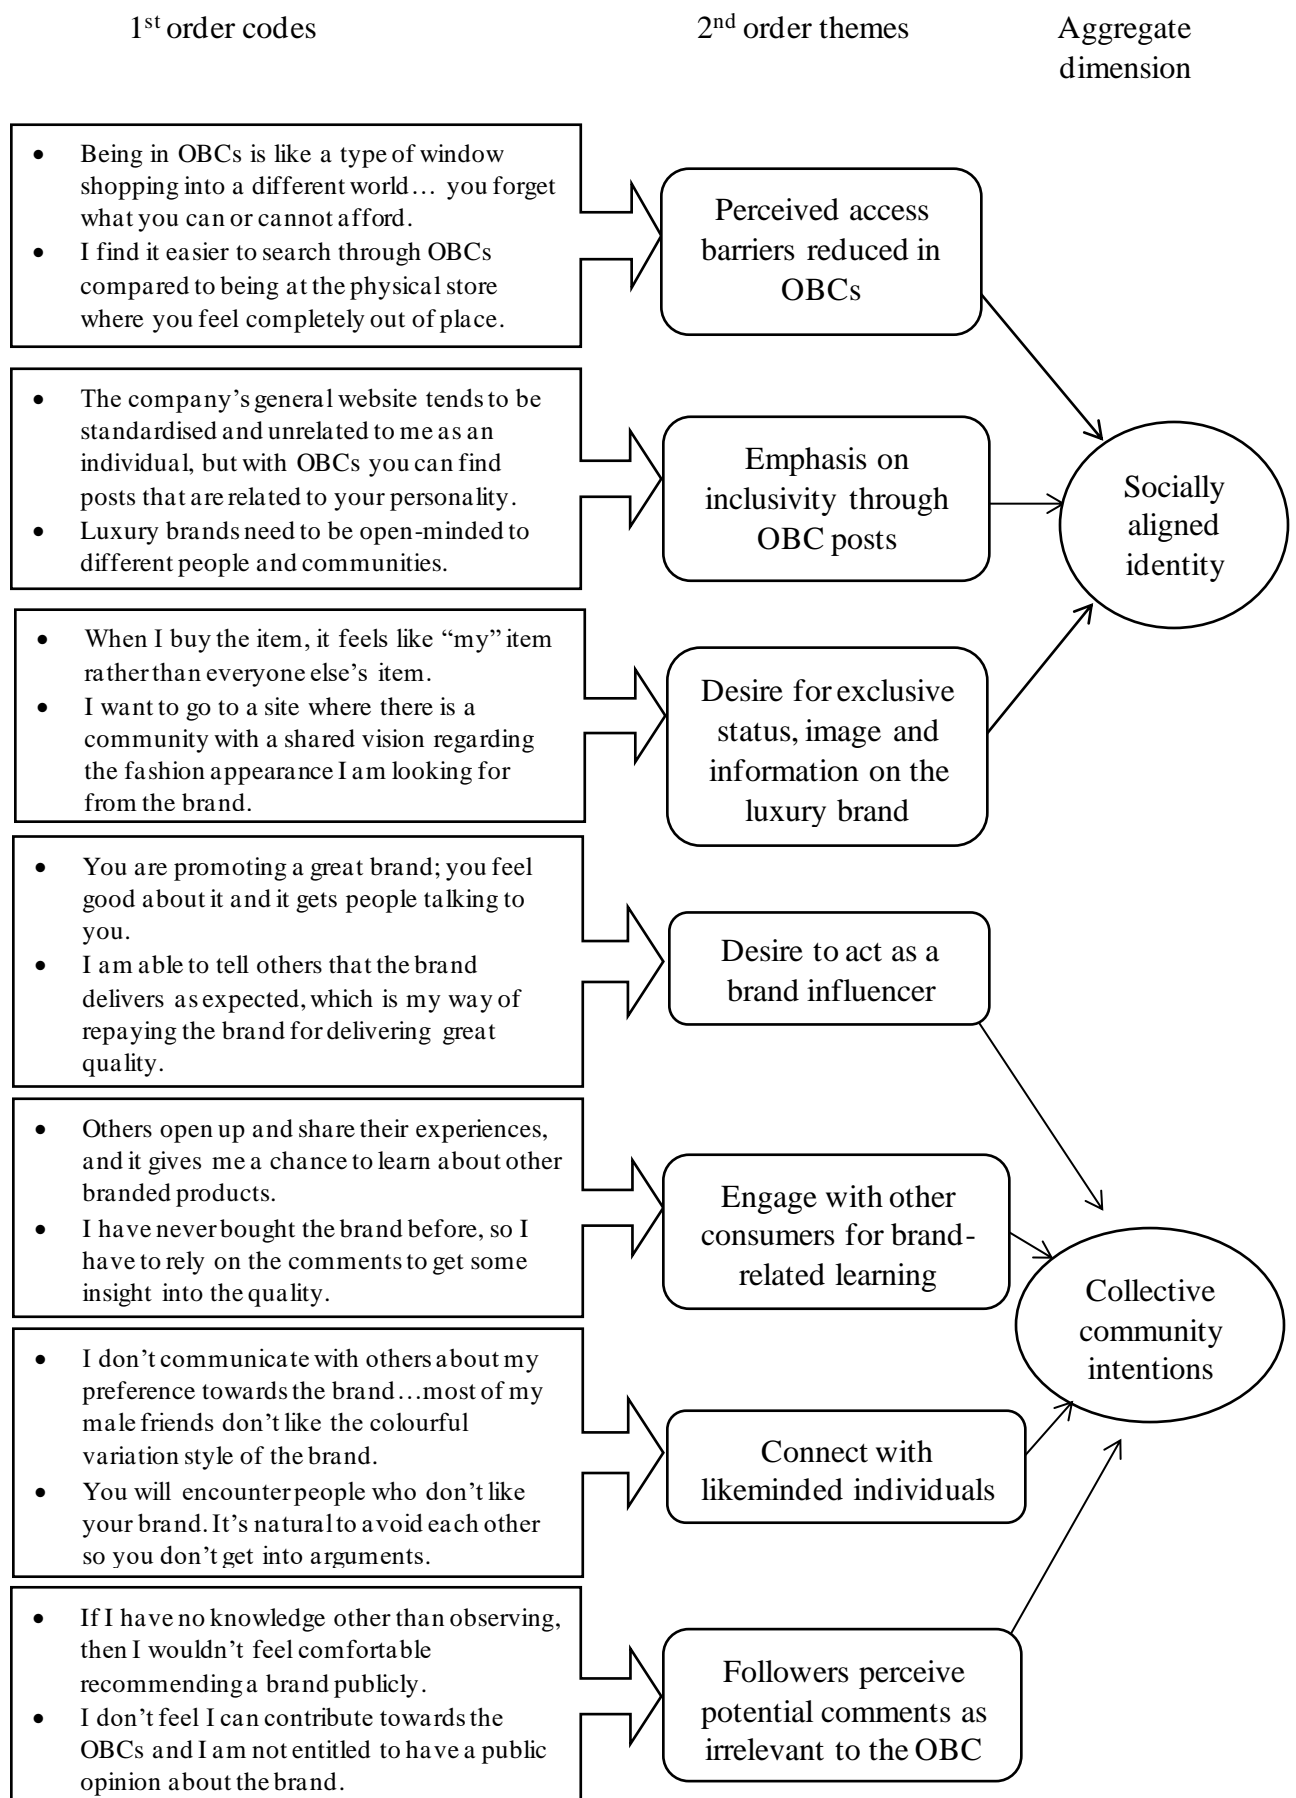 1st order codes
2nd order themes
Aggregate
dimension
• Being in OBCs is like a type of window
shopping into a different world… you forget
what you can or cannot afford.
• I find it easier to search through OBCs
compared to being at the physical store
where you feel completely out of place.
Perceived access
barriers reduced in
OBCs
• The company’s general website tends to be
standardised and unrelated to me as an
individual, but with OBCs you can find
posts that are related to your personality.
• Luxury brands need to be open-minded to
different people and communities.
Emphasis on
inclusivity through
OBC posts
Socially
aligned
identity
• When I buy the item, it feels like “my” item
rather than everyone else’s item.
• I want to go to a site where there is a
community with a shared vision regarding
the fashion appearance I am looking for
from the brand.
Desire for exclusive
status, image and
information on the
luxury brand
• You are promoting a great brand; you feel
good about it and it gets people talking to
you.
• I am able to tell others that the brand
delivers as expected, which is my way of
repaying the brand for delivering great
quality.
Desire to act as a
brand influencer
• Others open up and share their experiences,
and it gives me a chance to learn about other
branded products.
• I have never bought the brand before, so I
have to rely on the comments to get some
insight into the quality.
Engage with other
consumers for brand-
related learning
Collective
community
intentions
• I don’t communicate with others about my
preference towards the brand…most of my
male friends don’t like the colourful
variation style of the brand.
• You will encounter people who don’t like
your brand. It’s natural to avoid each other
so you don’t get into arguments.
Connect with
likeminded individuals
• If I have no knowledge other than observing,
then I wouldn’t feel comfortable
recommending a brand publicly.
• I don’t feel I can contribute towards the
OBCs and I am not entitled to have a public
opinion about the brand.
Followers perceive
potential comments as
irrelevant to the OBC